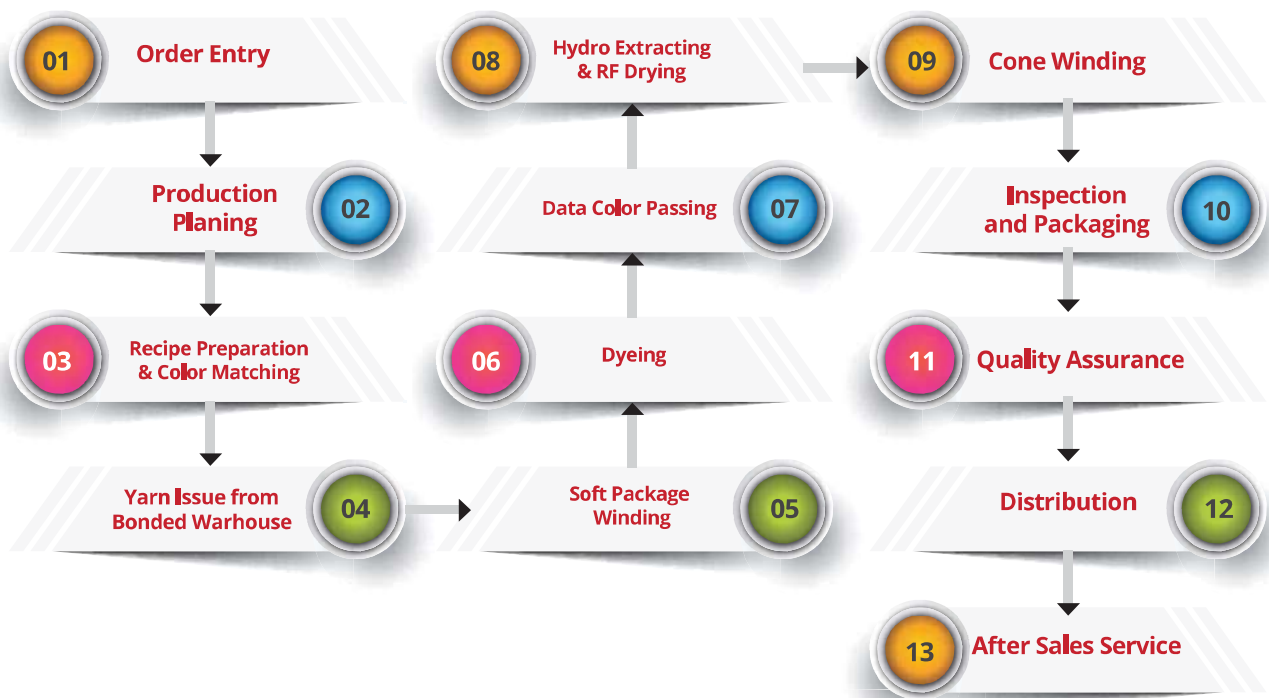 01
Order Entry
02
Production
Planing
03
Recipe Preparation
& Color Matching
04
Yarn Issue from
Bonded Warhouse
05
Soft Package
Winding
06
Dyeing
07
Data Color Passing
08
Hydro Extracting
& RF Drying
09
Cone Winding
10
Inspection
and Packaging
11
Quality Assurance
12
Distribution
13
After Sales Service